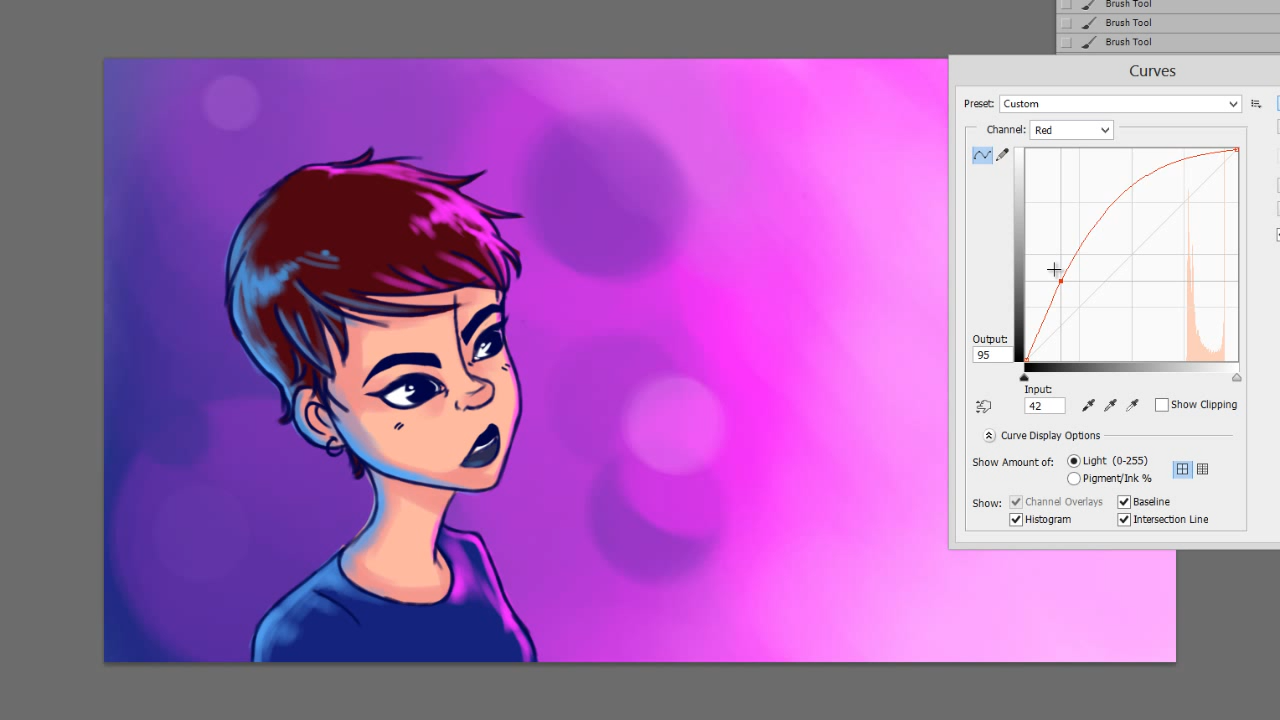 Brush Tool
Brush Tool
Brush Tool
Curves
Preset: Custom
Channel: Red
Output:
95
Input:
42
Show Clipping
Curve Display Options
Show Amount of: Light (0-255)
Pigment/Ink %
Show: Channel Overlays Baseline
Histogram Intersection Line